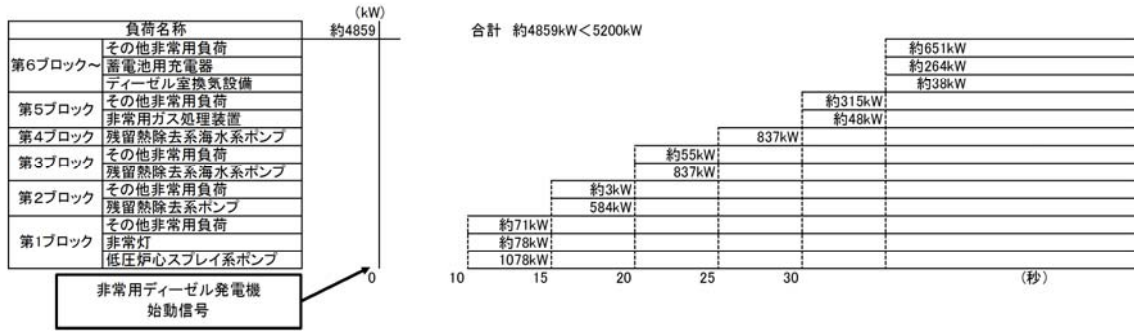 (kW)
負荷名称 約4859 合計 約4859kW<5200kW
第6ブロック~ その他非常用負荷 約651kW
蓄電池用充電器 約264kW
ディーゼル室換気設備 約38kW
第5ブロック その他非常用負荷 約315kW
非常用ガス処理装置 約48kW
第4ブロック 残留熱除去系海水系ポンプ 837kW
第3ブロック その他非常用負荷 約55kW
残留熱除去系海水系ポンプ 837kW
第2ブロック その他非常用負荷 約3kW
残留熱除去系ポンプ 584kW
第1ブロック その他非常用負荷 約71kW
非常灯 約78kW
低圧炉心スプレイ系ポンプ 1078kW
0 10 15 20 25 30 (秒)
非常用ディーゼル発電機
始動信号